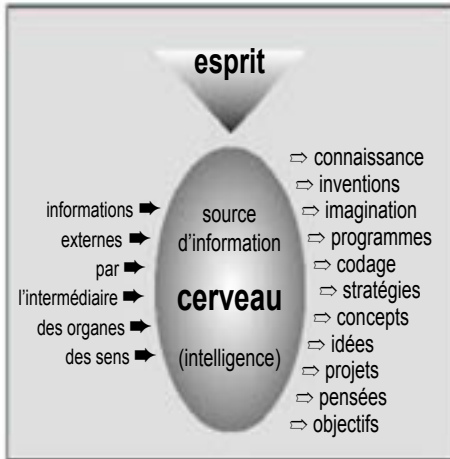 esprit
informations
externes
par
l'intermédiaire
des organes
des sens
source
d'information
cerveau
(intelligence)
connaissance
inventions
imagination
programmes
codage
stratégies
concepts
idées
projets
pensées
objectifs